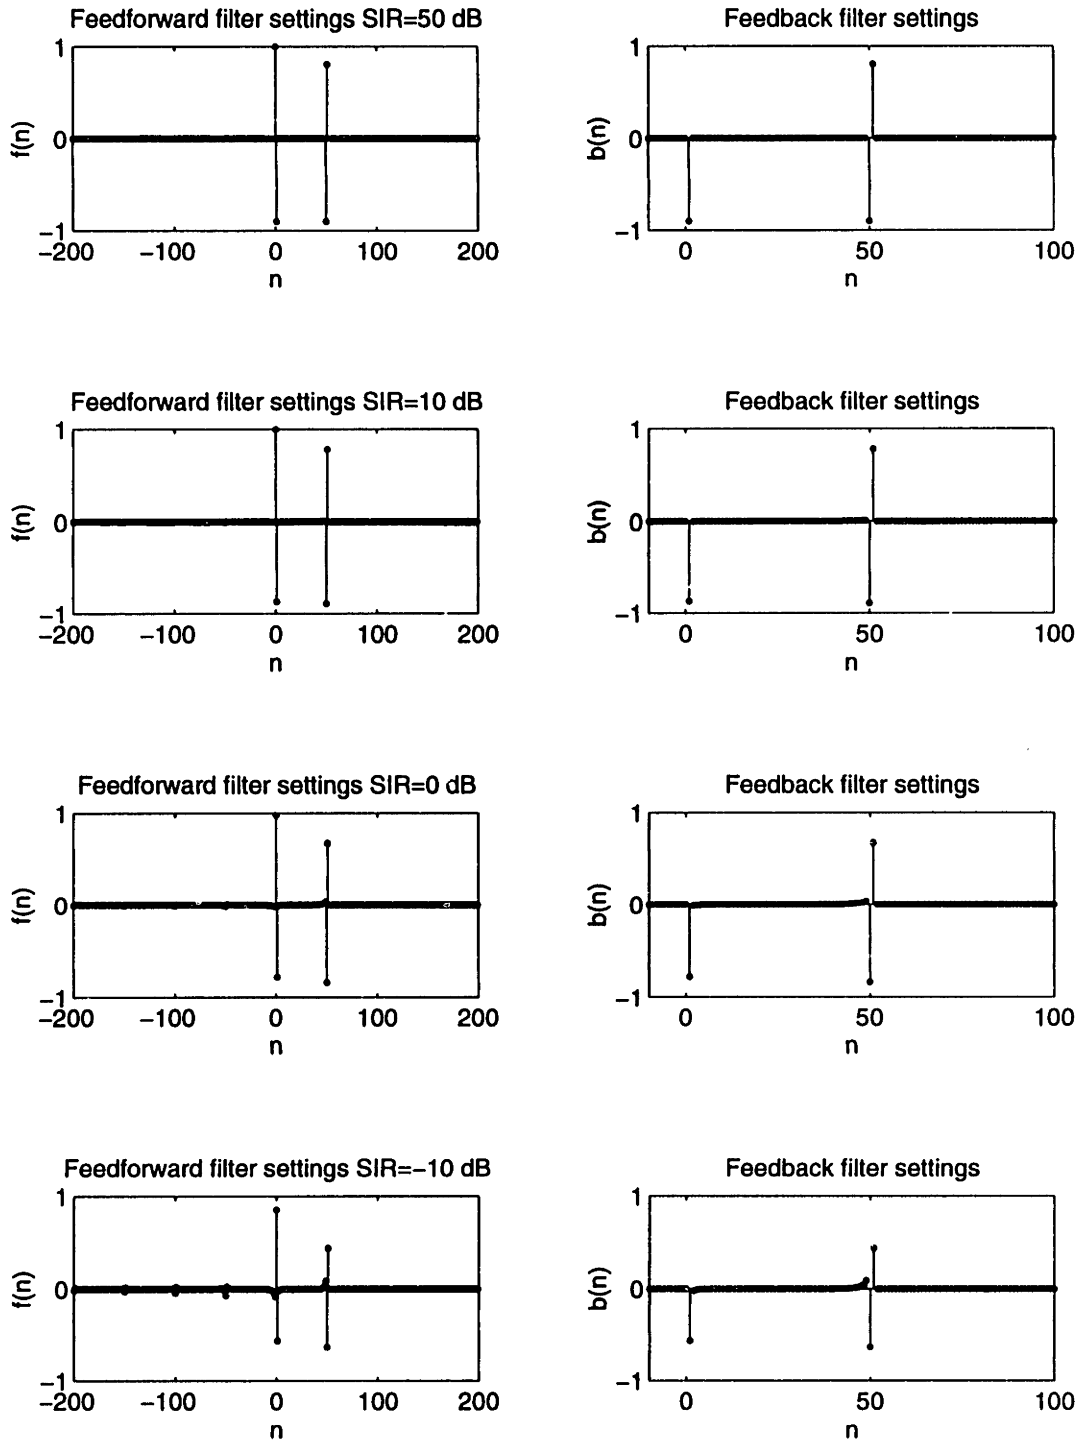 Feedforward filter settings SIR=50 dB
Feedback filter settings
1
0
−1
f(n)
−200 −100 0 100 200
n
1
0
−1
b(n)
0 50 100
n
Feedforward filter settings SIR=10 dB
Feedback filter settings
1
0
−1
f(n)
−200 −100 0 100 200
n
1
0
−1
b(n)
0 50 100
n
Feedforward filter settings SIR=0 dB
Feedback filter settings
1
0
−1
f(n)
−200 −100 0 100 200
n
1
0
−1
b(n)
0 50 100
n
Feedforward filter settings SIR=−10 dB
Feedback filter settings
1
0
−1
f(n)
−200 −100 0 100 200
n
1
0
−1
b(n)
0 50 100
n